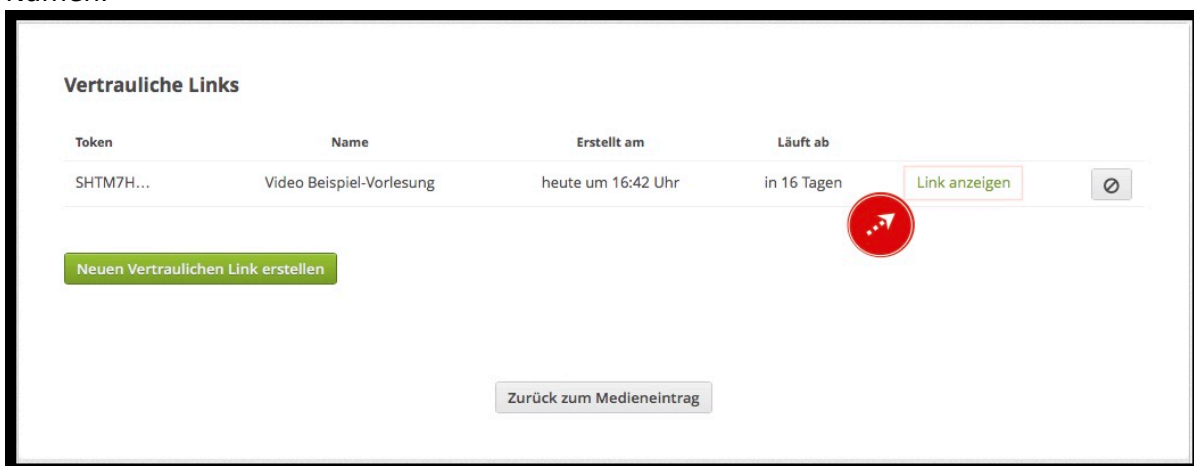 Vertrauliche Links
Token Name Erstellt am Läuft ab
SHTM7H... Video Beispiel-Vorlesung heute um 16:42 Uhr in 16 Tagen Link anzeigen
Neuen Vertraulichen Link erstellen
Zurück zum Medieneintrag